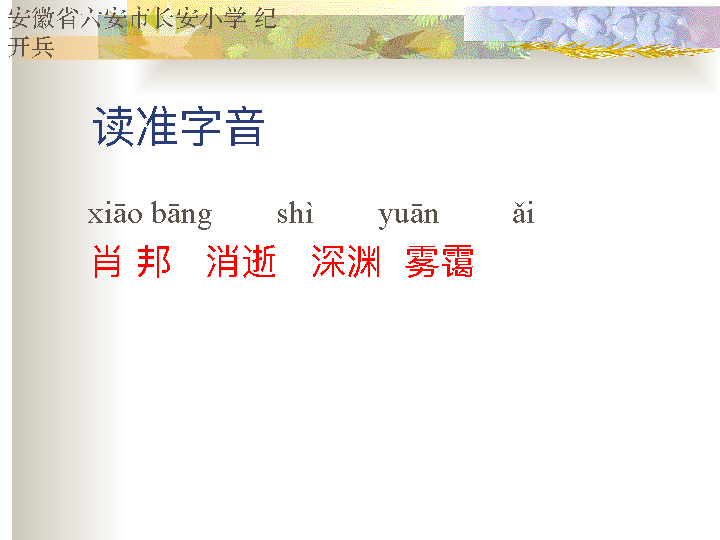 安徽省六安市长安小学 纪
开兵
读准字音
xiāo bāng shì yuān ǎi
肖 邦 消逝 深渊 雾霭